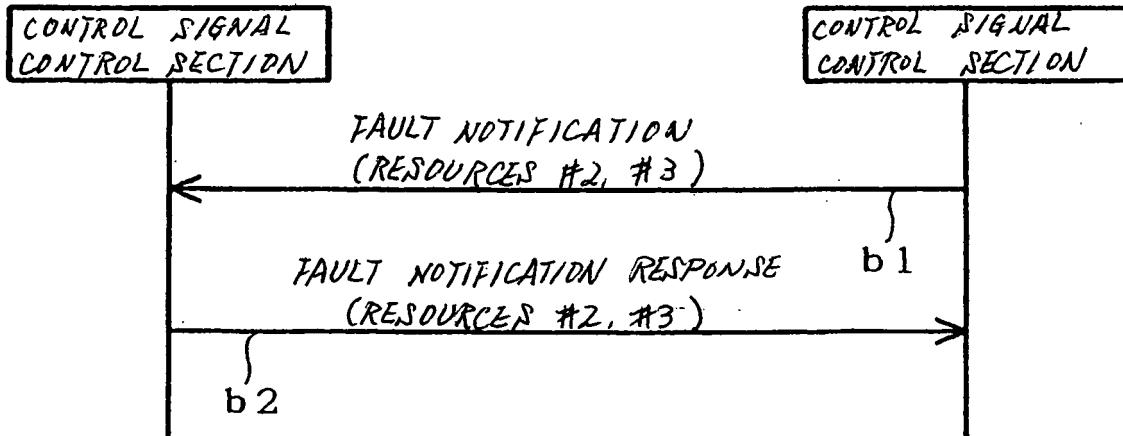 CONTROL SIGNAL
CONTROL SECTION
CONTROL SIGNAL
CONTROL SECTION
FAULT NOTIFICATION
(RESOURCES #2, #3)
b1
FAULT NOTIFICATION RESPONSE
(RESOURCES #2, #3)
b2